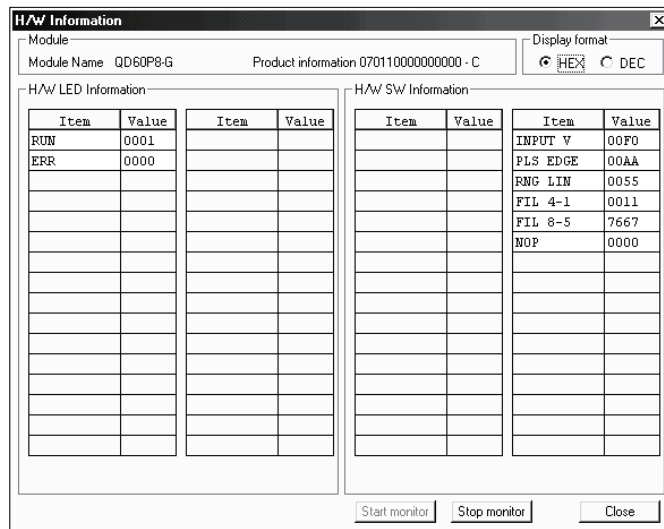 H/W Information
Module
Display format
Module Name QD60P8-G Product information 070110000000000 - C
HEX DEC
H/W LED Information
H/W SW Information
Item Value Item Value Item Value Item Value
RUN 0001 INPUT V 00F0
ERR 0000 PLS EDGE 00AA
RNG LIN 0055
FIL 4-1 0011
FIL 8-5 7667
NOP 0000
Start monitor Stop monitor Close